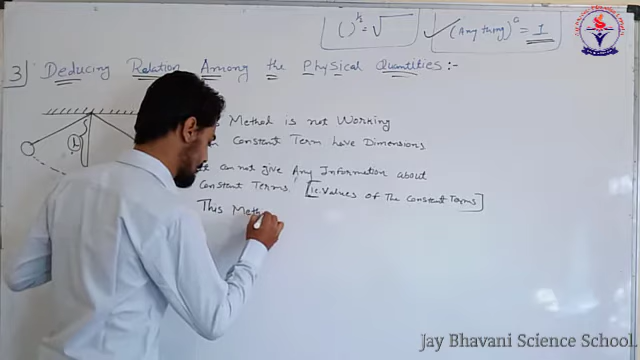 ( )^½ = √
✓ (Any thing)^a = 1
3] Deducing Relation Among the Physical Quantities :-
Method is not Working
Constant Term have Dimensions
can not give Any Information about
Constant Terms. [i.e. Values of The Constant Terms]
This Meth
Jay Bhavani Science School.